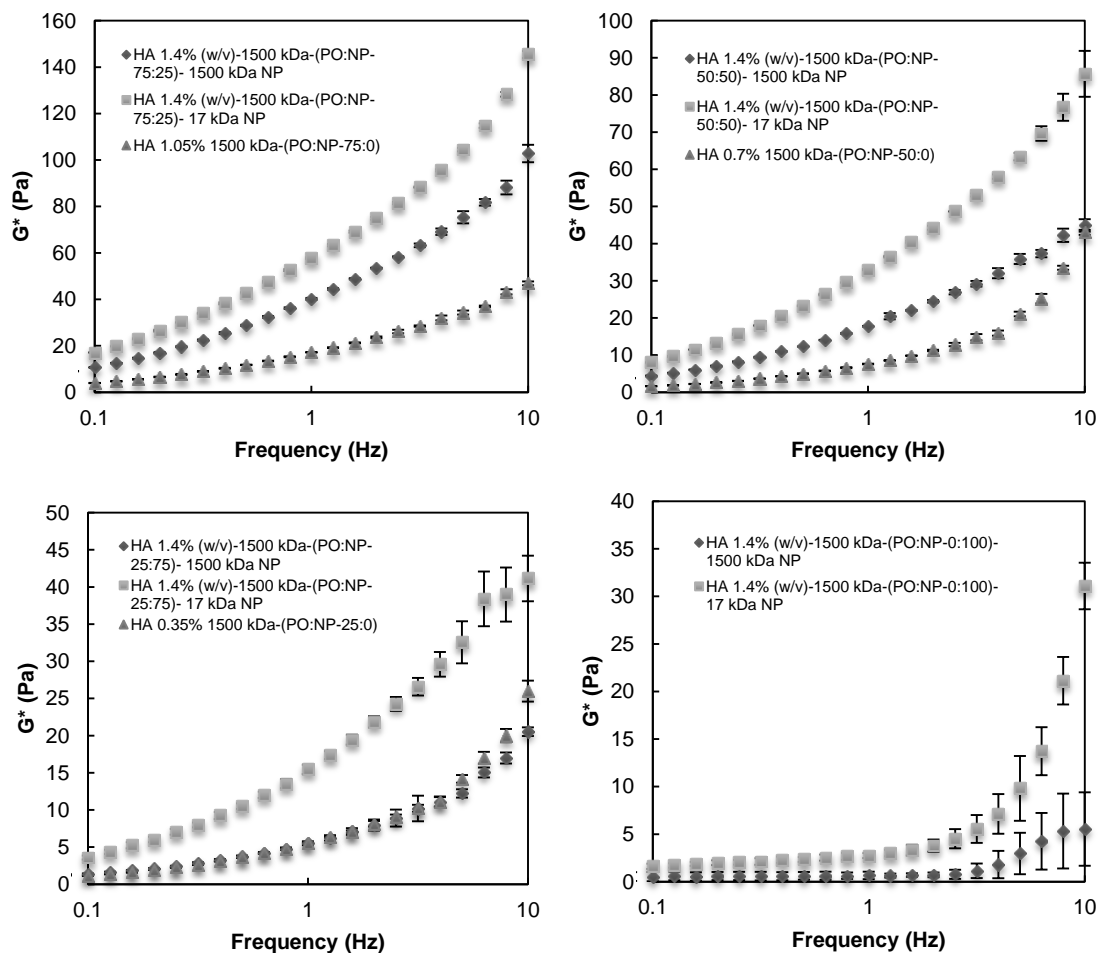 160
140
120
100
80
60
40
20
0
G* (Pa)
HA 1.4% (w/v)-1500 kDa-(PO:NP-
75:25)- 1500 kDa NP
HA 1.4% (w/v)-1500 kDa-(PO:NP-
75:25)- 17 kDa NP
HA 1.05% 1500 kDa-(PO:NP-75:0)
0.1 1 10
Frequency (Hz)
100
90
80
70
60
50
40
30
20
10
0
G* (Pa)
HA 1.4% (w/v)-1500 kDa-(PO:NP-
50:50)- 1500 kDa NP
HA 1.4% (w/v)-1500 kDa-(PO:NP-
50:50)- 17 kDa NP
HA 0.7% 1500 kDa-(PO:NP-50:0)
0.1 1 10
Frequency (Hz)
50
45
40
35
30
25
20
15
10
5
0
G* (Pa)
HA 1.4% (w/v)-1500 kDa-(PO:NP-
25:75)- 1500 kDa NP
HA 1.4% (w/v)-1500 kDa-(PO:NP-
25:75)- 17 kDa NP
HA 0.35% 1500 kDa-(PO:NP-25:0)
0.1 1 10
Frequency (Hz)
40
35
30
25
20
15
10
5
0
G* (Pa)
HA 1.4% (w/v)-1500 kDa-(PO:NP-0:100)-
1500 kDa NP
HA 1.4% (w/v)-1500 kDa-(PO:NP-0:100)-
17 kDa NP
0.1 1 10
Frequency (Hz)